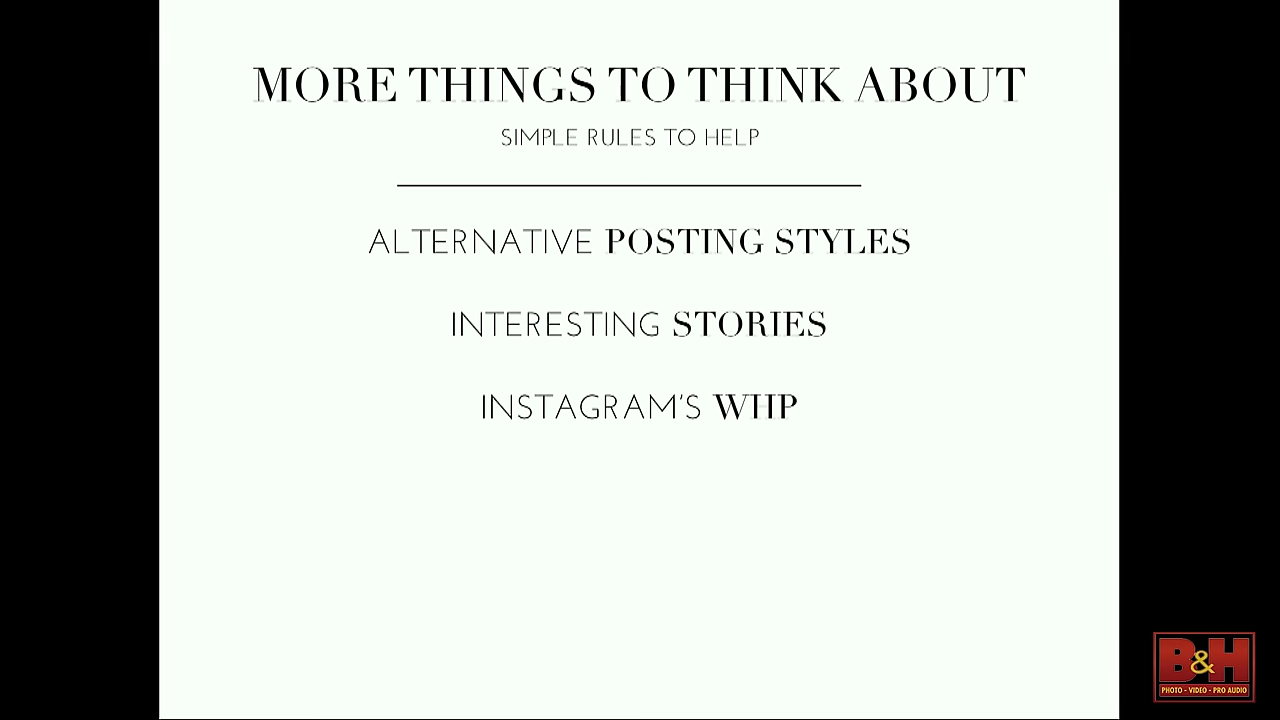 MORE THINGS TO THINK ABOUT
SIMPLE RULES TO HELP
ALTERNATIVE POSTING STYLES
INTERESTING STORIES
INSTAGRAM'S WHP
B&H
PHOTO - VIDEO - PRO AUDIO